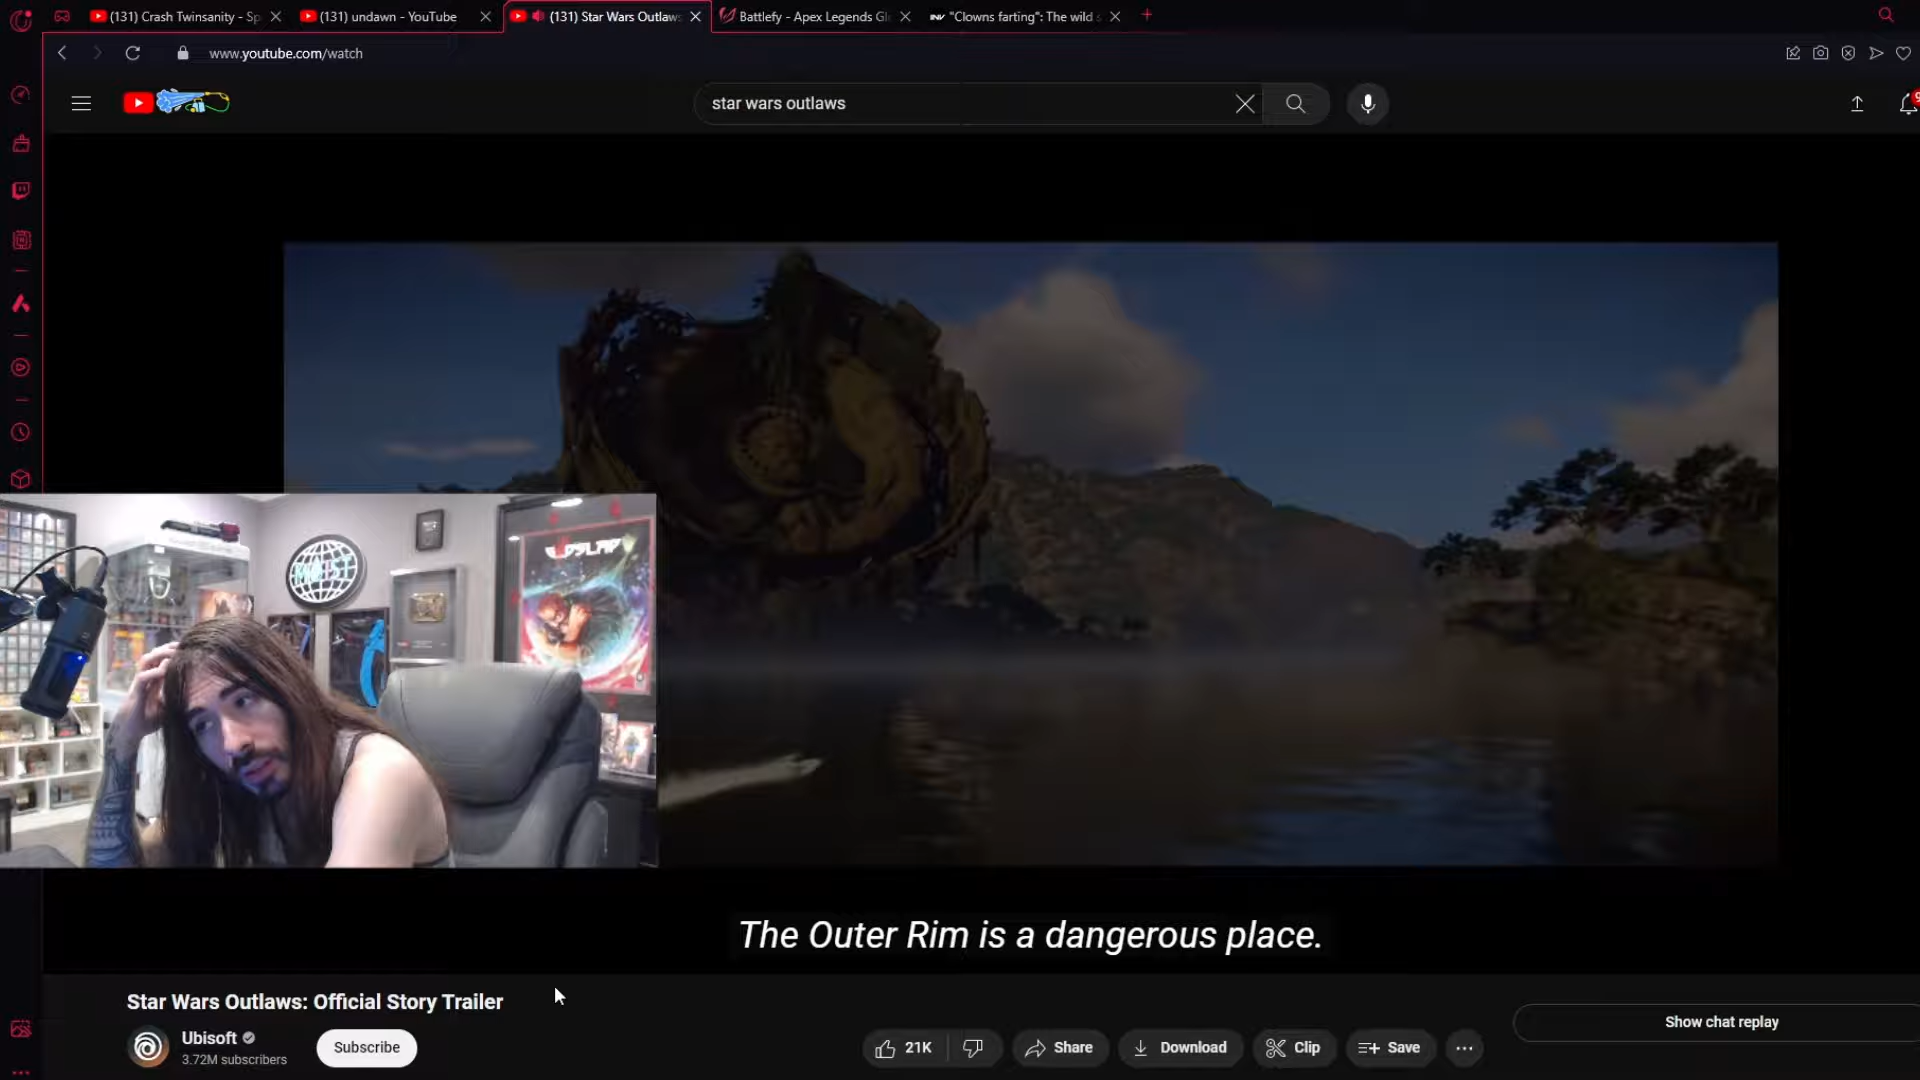 (131) Crash Twinsanity - Sp
(131) undawn - YouTube
(131) Star Wars Outlaws
Battlefy - Apex Legends Gl
"Clowns farting": The wild s
www.youtube.com/watch
star wars outlaws
9
MOIST
The Outer Rim is a dangerous place.
Star Wars Outlaws: Official Story Trailer
Ubisoft
3.72M subscribers
Subscribe
21K
Share
Download
Clip
Save
Show chat replay